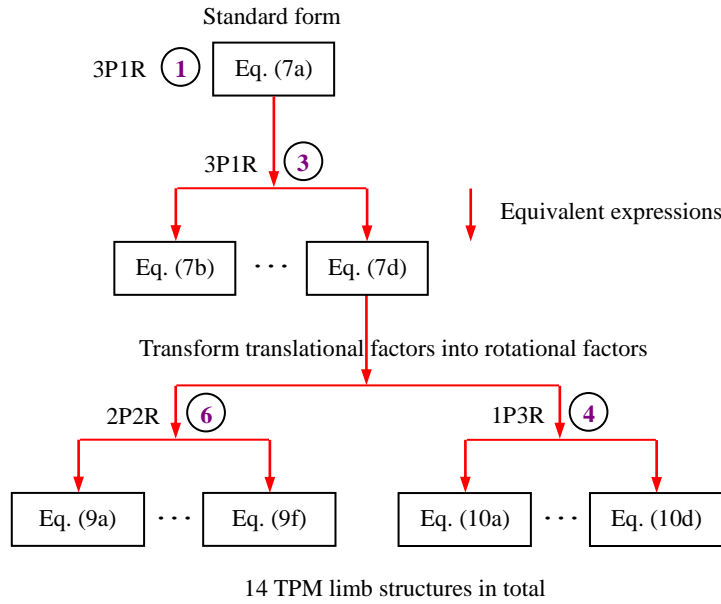 Standard form
3P1R 1 Eq. (7a)
3P1R 3
Equivalent expressions
Eq. (7b) ··· Eq. (7d)
Transform translational factors into rotational factors
2P2R 6 1P3R 4
Eq. (9a) ··· Eq. (9f) Eq. (10a) ··· Eq. (10d)
14 TPM limb structures in total